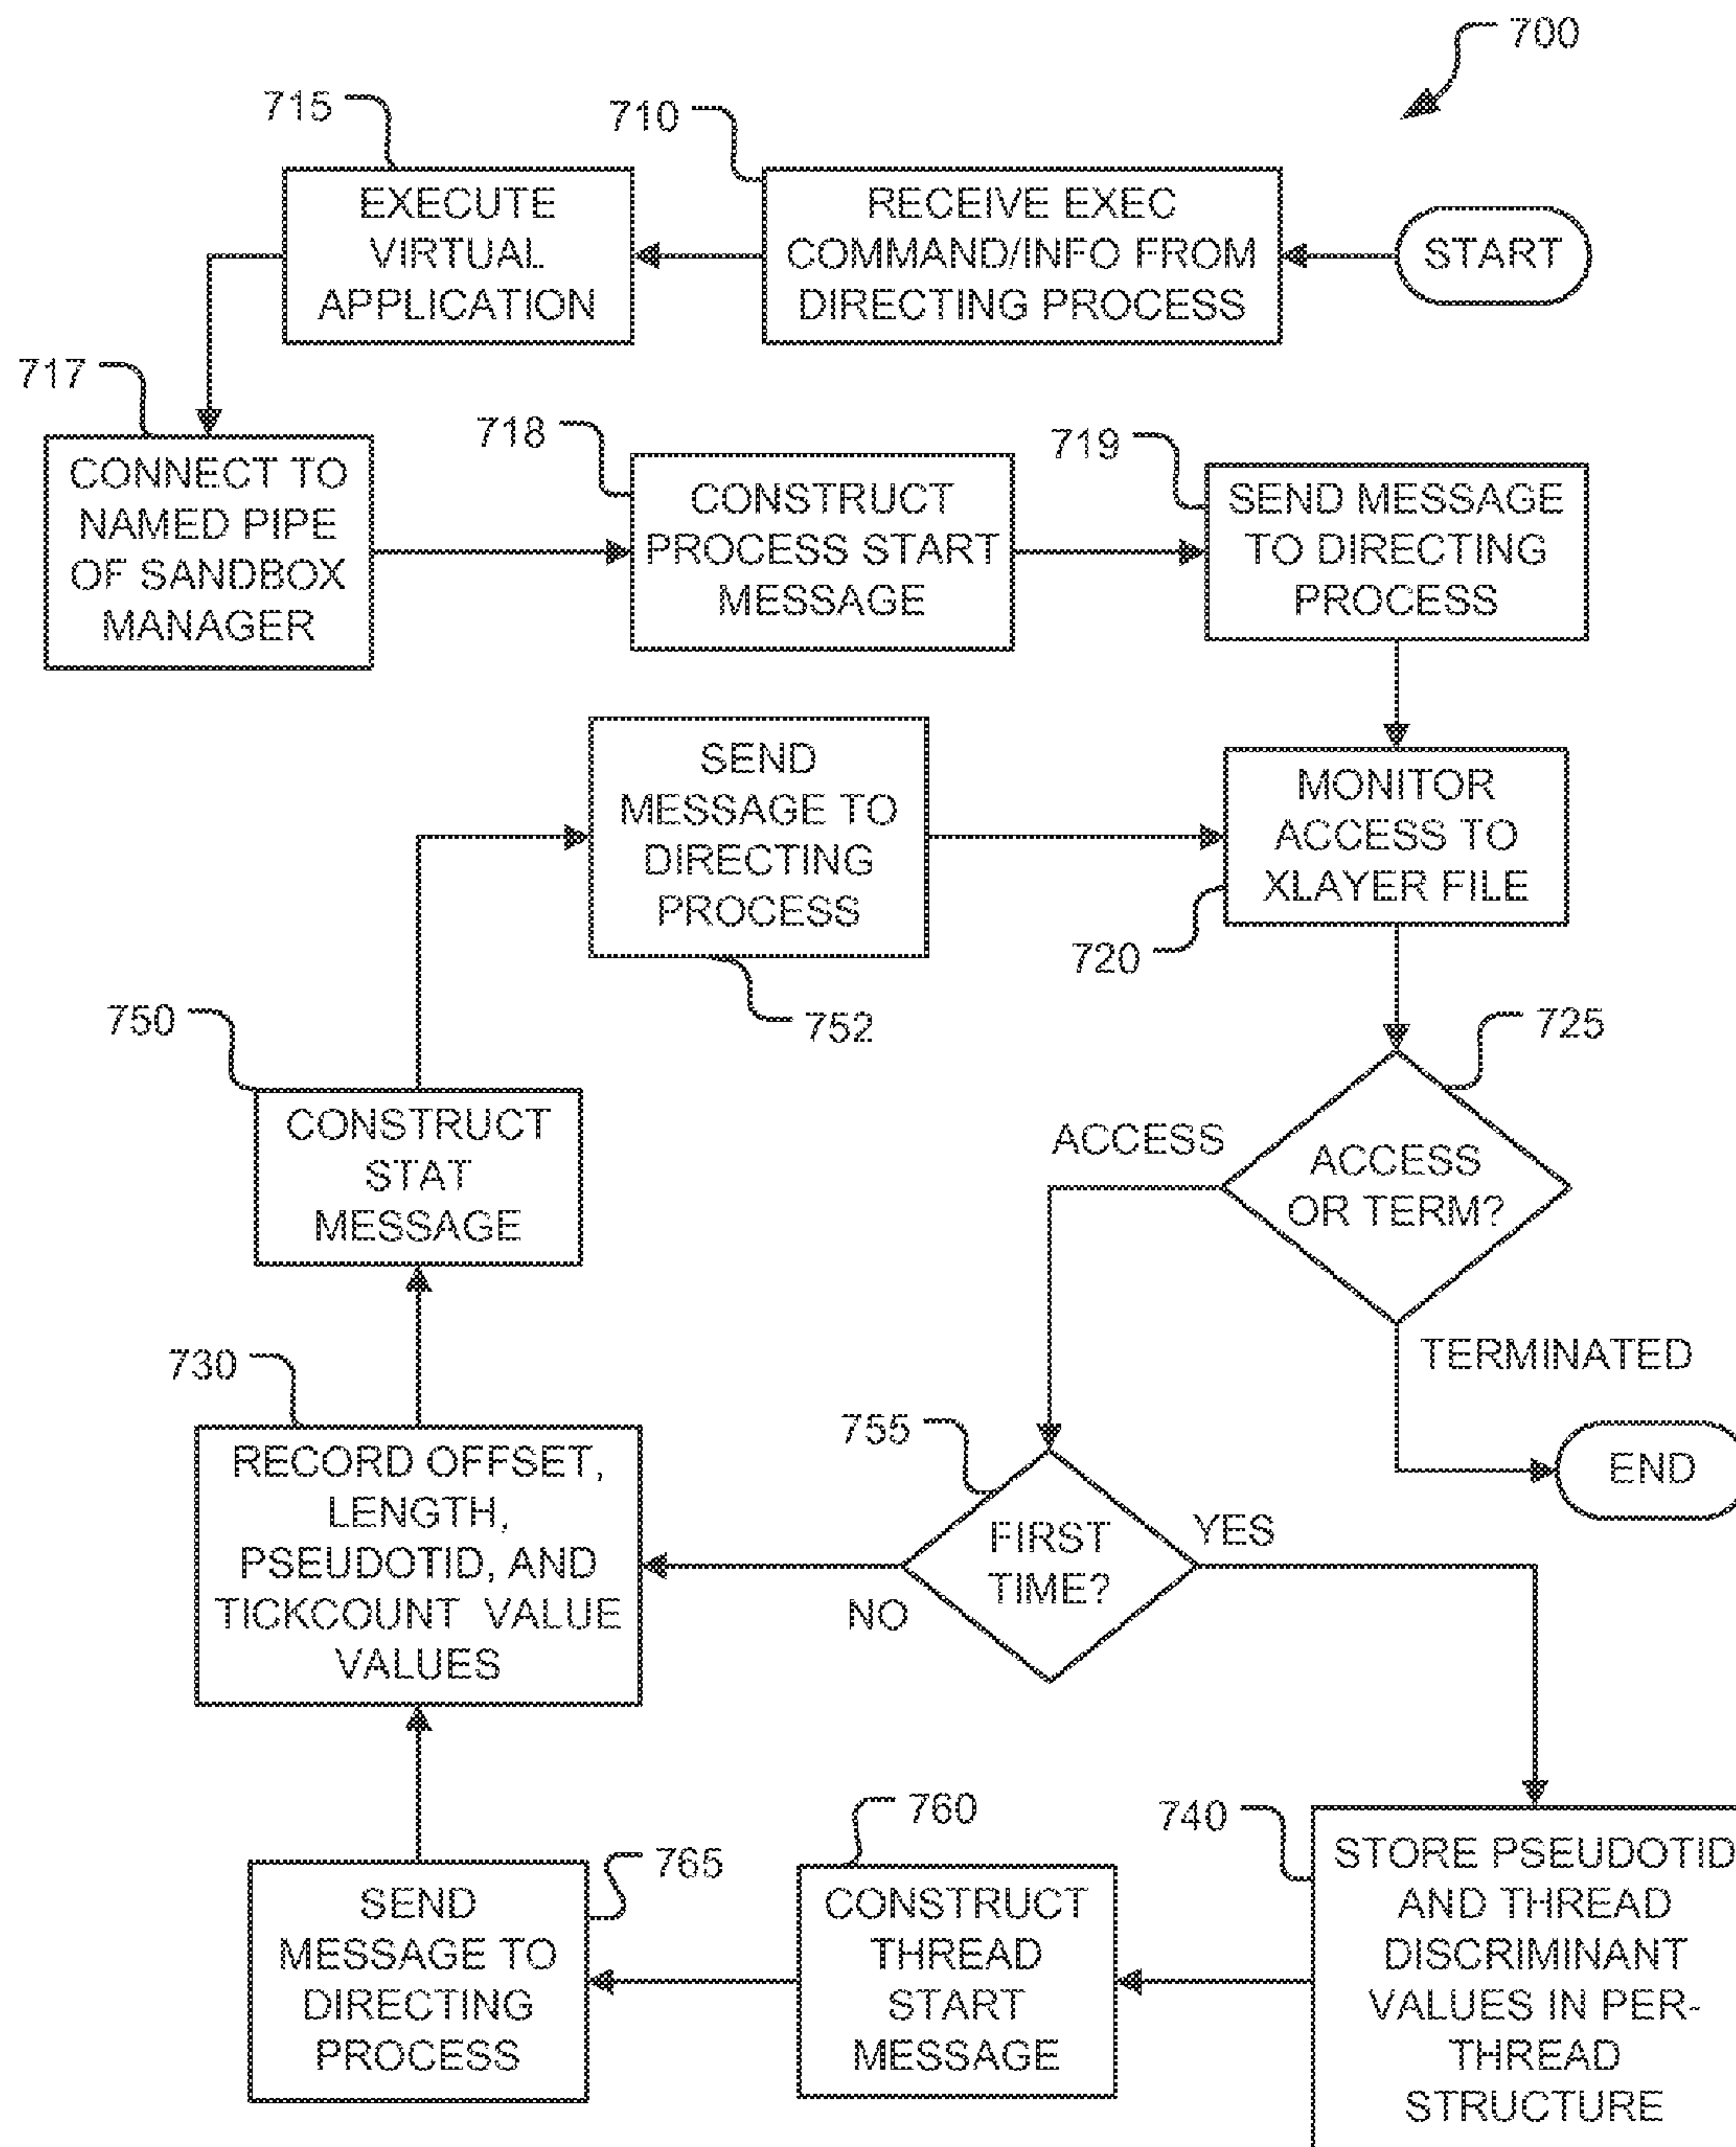 700
715
710
EXECUTE
VIRTUAL
APPLICATION
RECEIVE EXEC
COMMAND/INFO FROM
DIRECTING PROCESS
START
717
CONNECT TO
NAMED PIPE
OF SANDBOX
MANAGER
718
CONSTRUCT
PROCESS START
MESSAGE
719
SEND MESSAGE
TO DIRECTING
PROCESS
SEND
MESSAGE TO
DIRECTING
PROCESS
752
MONITOR
ACCESS TO
XLAYER FILE
720
750
CONSTRUCT
STAT
MESSAGE
725
ACCESS
ACCESS
OR TERM?
TERMINATED
END
730
RECORD OFFSET,
LENGTH,
PSEUDOTID, AND
TICKCOUNT VALUE
VALUES
755
FIRST
TIME?
YES
NO
765
SEND
MESSAGE TO
DIRECTING
PROCESS
760
CONSTRUCT
THREAD
START
MESSAGE
740
STORE PSEUDOTID
AND THREAD
DISCRIMINANT
VALUES IN PER-
THREAD
STRUCTURE